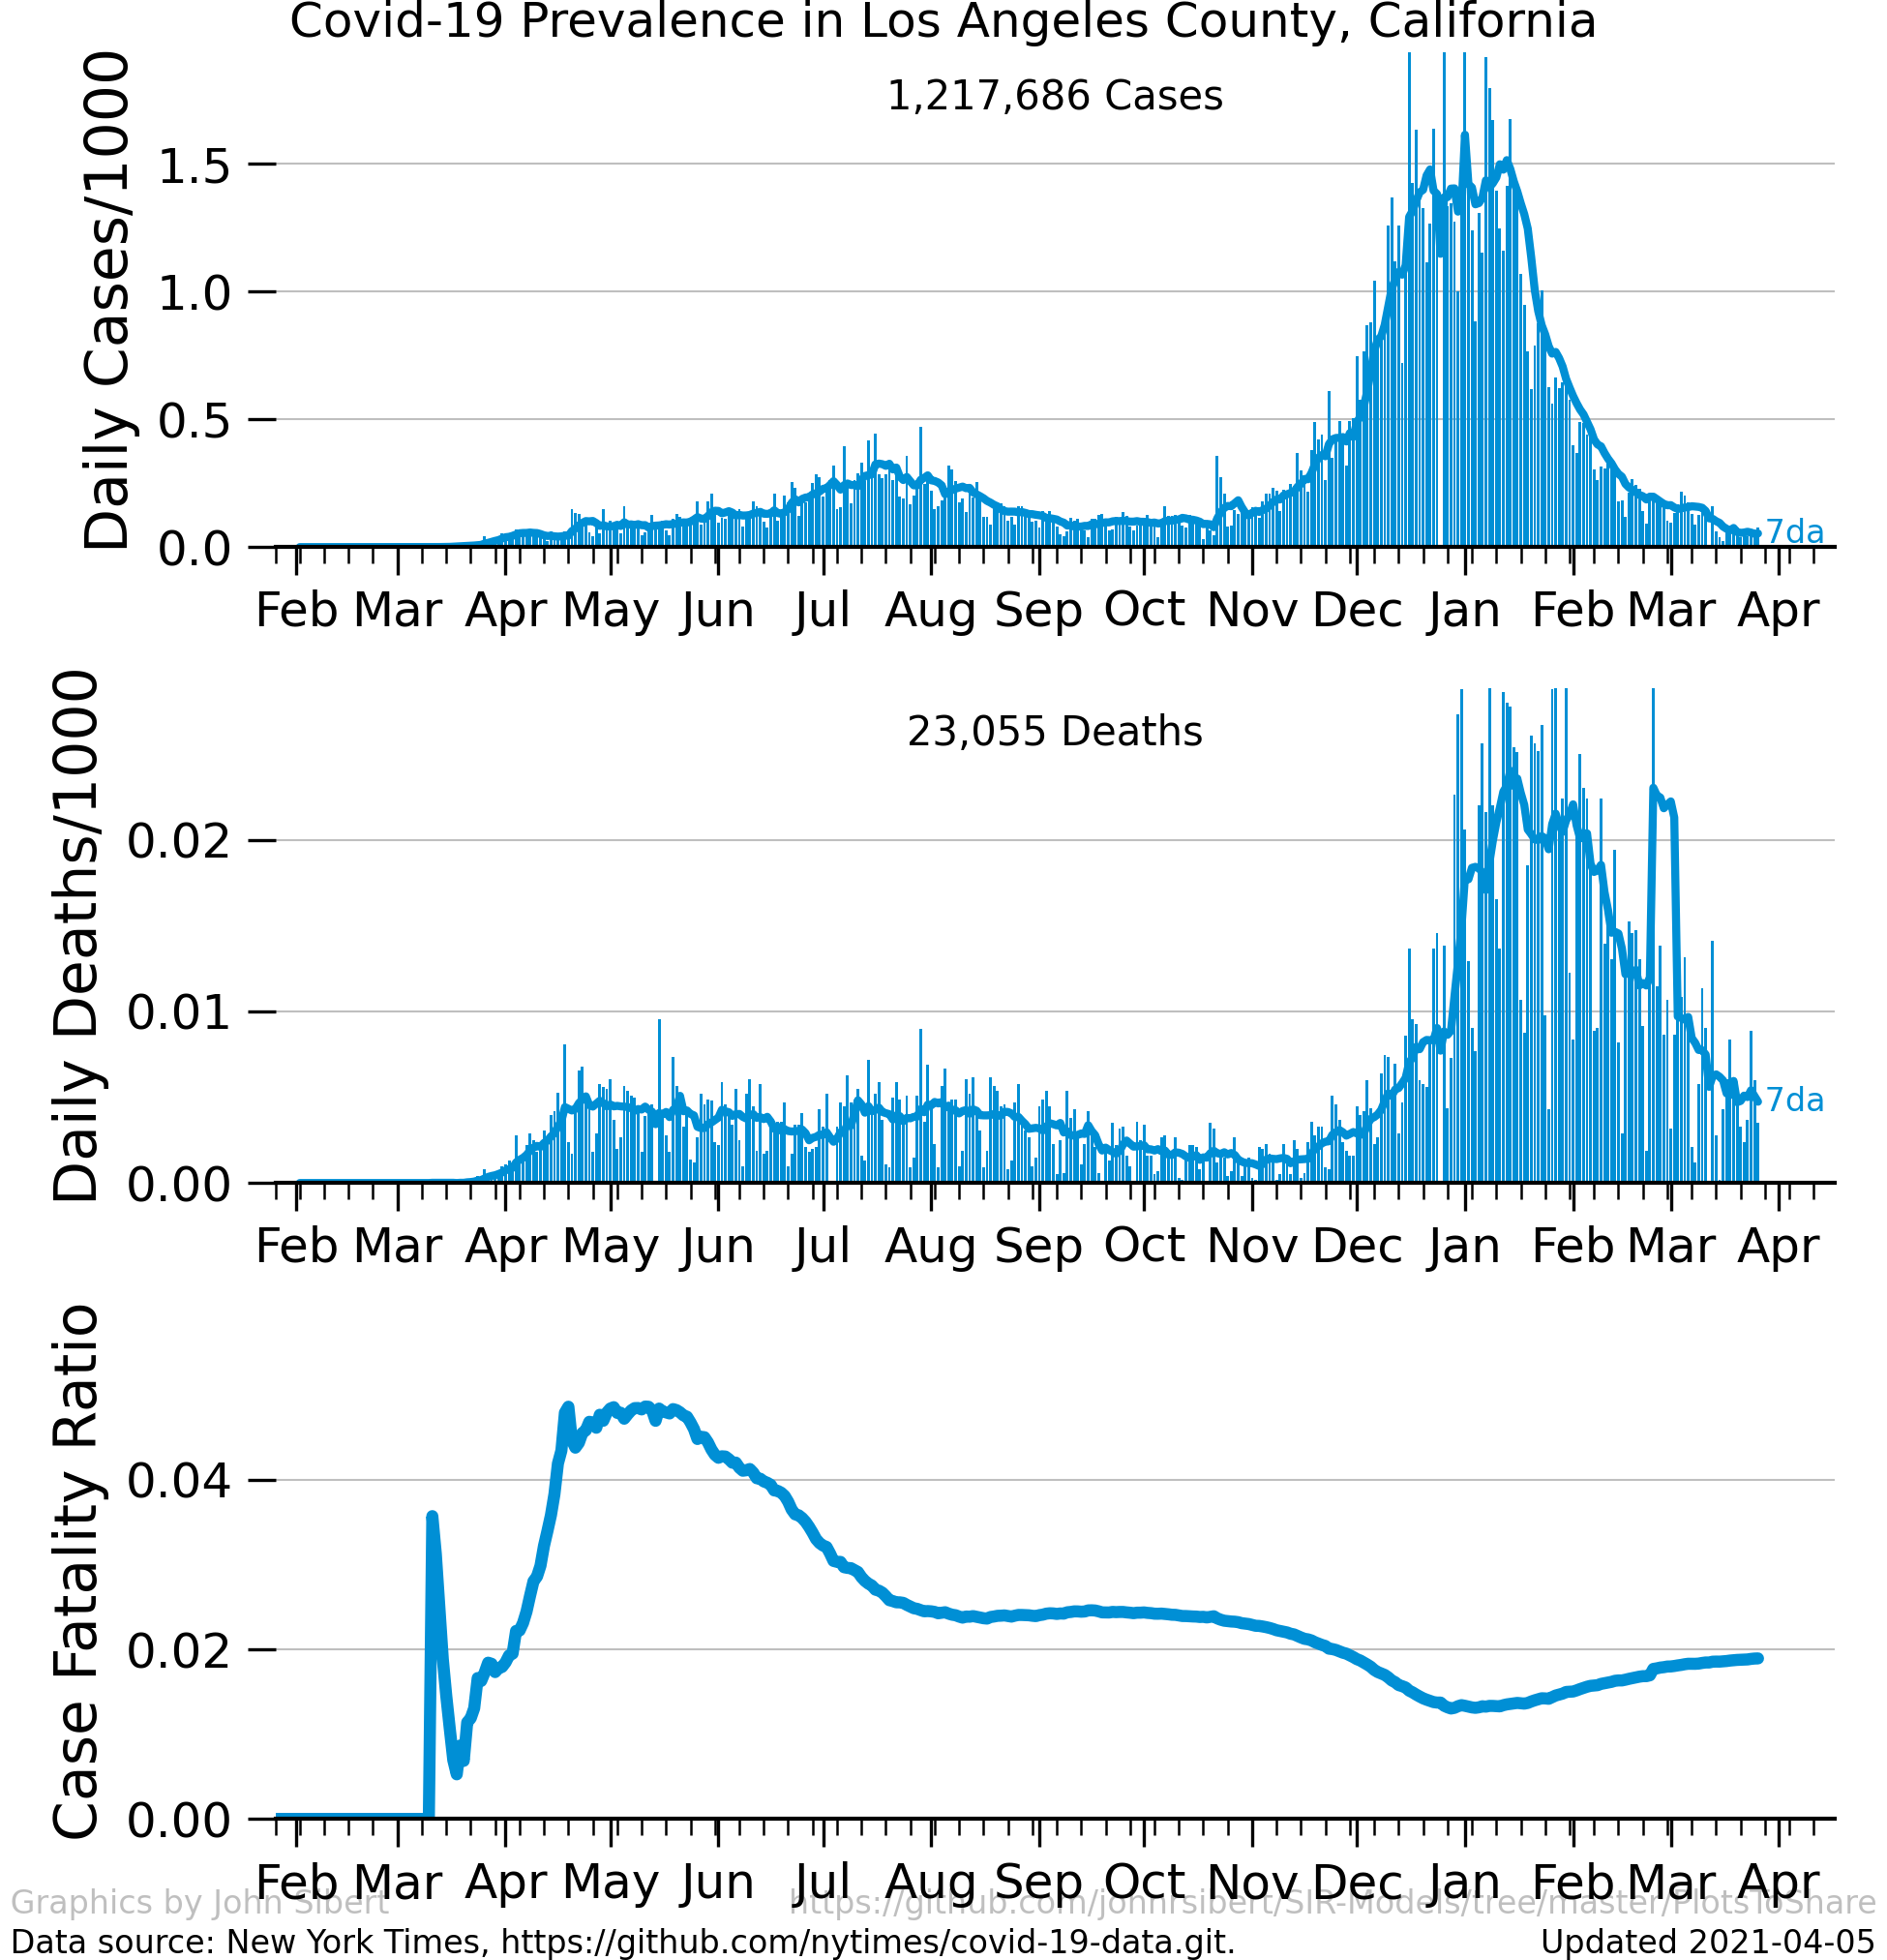 Covid-19 Prevalence in Los Angeles County, California
Daily Cases/1000
1,217,686 Cases
1.5
1.0
0.5
0.0
7da
Feb Mar Apr May Jun Jul Aug Sep Oct Nov Dec Jan Feb Mar Apr
Daily Deaths/1000
23,055 Deaths
0.02
0.01
0.00
7da
Feb Mar Apr May Jun Jul Aug Sep Oct Nov Dec Jan Feb Mar Apr
Case Fatality Ratio
0.04
0.02
0.00
Feb Mar Apr May Jun Jul Aug Sep Oct Nov Dec Jan Feb Mar Apr
Graphics by John Sibert https://github.com/johnrsibert/SIR-Models/tree/master/PlotsToShare
Data source: New York Times, https://github.com/nytimes/covid-19-data.git. Updated 2021-04-05